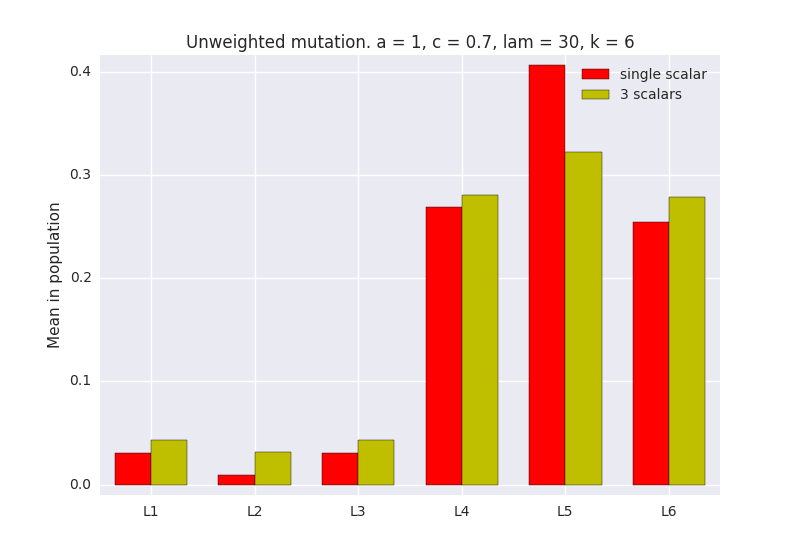 Unweighted mutation. a = 1, c = 0.7, lam = 30, k = 6
single scalar
3 scalars
Mean in population
0.4
0.3
0.2
0.1
0.0
L1 L2 L3 L4 L5 L6